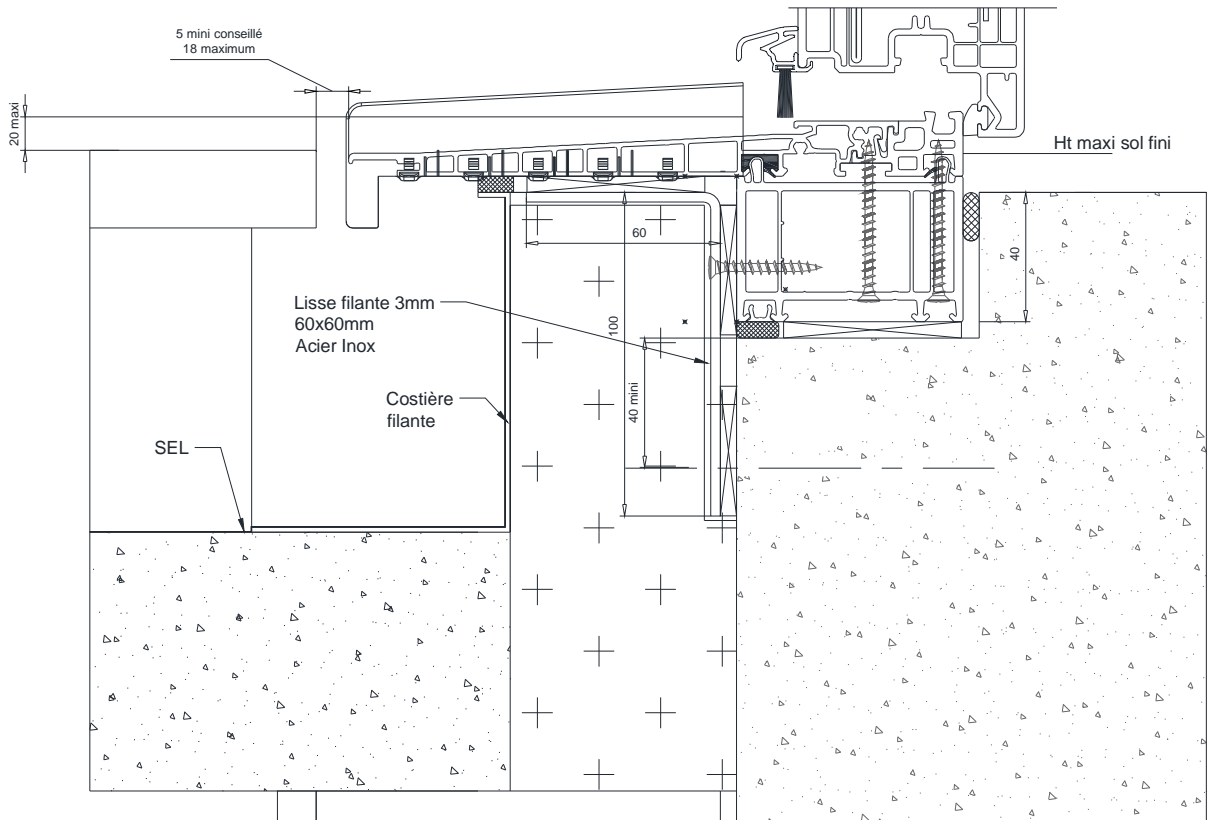 5 mini conseillé
18 maximum
20 maxi
Ht maxi sol fini
60
40
Lisse filante 3mm
60x60mm
Acier Inox
100
40 mini
Costière
filante
SEL